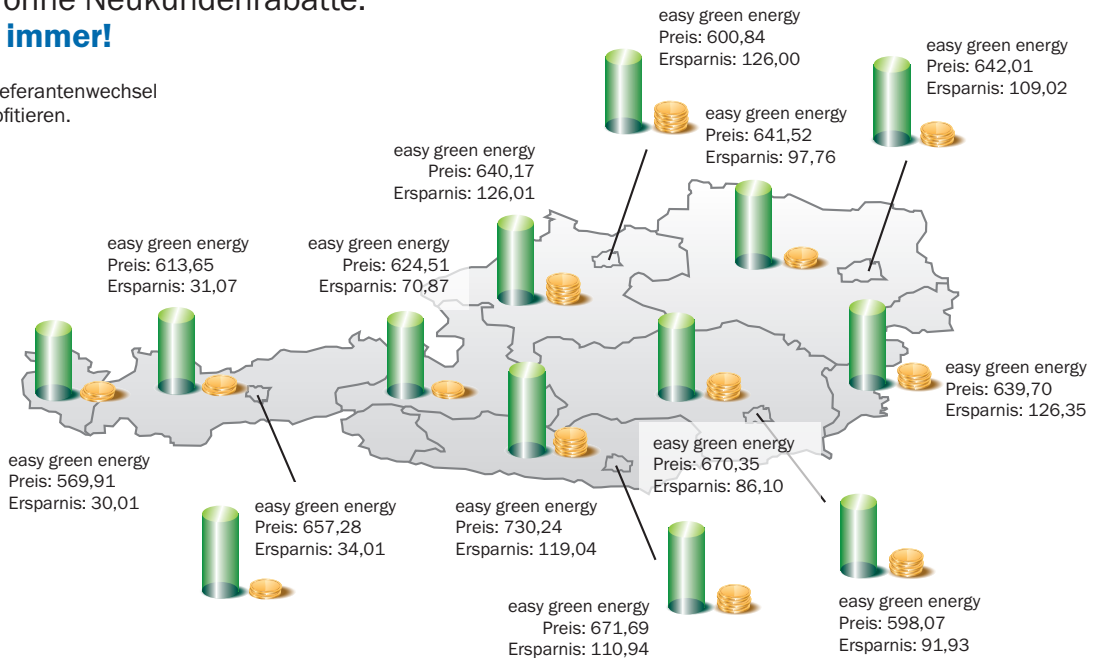 ohne Neukundenrabatte.
immer!
eferantenwechsel
ofitieren.
easy green energy
Preis: 600,84
Ersparnis: 126,00
easy green energy
Preis: 642,01
Ersparnis: 109,02
easy green energy
Preis: 641,52
Ersparnis: 97,76
easy green energy
Preis: 640,17
Ersparnis: 126,01
easy green energy
Preis: 613,65
Ersparnis: 31,07
easy green energy
Preis: 624,51
Ersparnis: 70,87
easy green energy
Preis: 639,70
Ersparnis: 126,35
easy green energy
Preis: 670,35
Ersparnis: 86,10
easy green energy
Preis: 569,91
Ersparnis: 30,01
easy green energy
Preis: 657,28
Ersparnis: 34,01
easy green energy
Preis: 730,24
Ersparnis: 119,04
easy green energy
Preis: 671,69
Ersparnis: 110,94
easy green energy
Preis: 598,07
Ersparnis: 91,93